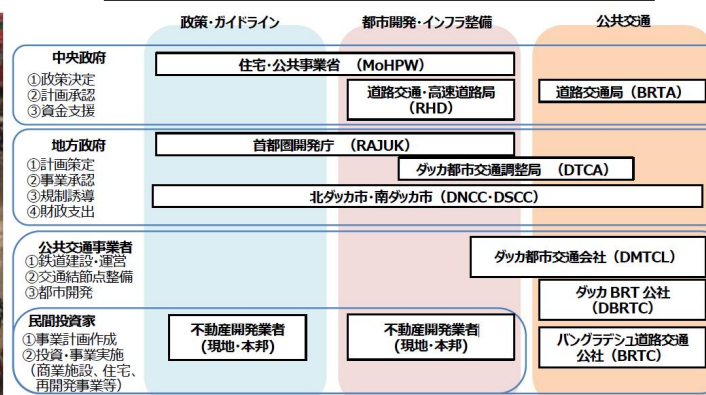 政策・ガイドライン
都市開発・インフラ整備
公共交通
中央政府
①政策決定
②計画承認
③資金支援
住宅・公共事業省 （MoHPW）
道路交通・高速道路局
（RHD）
道路交通局（BRTA）
地方政府
①計画策定
②事業承認
③規制誘導
④財政支出
首都圏開発庁 （RAJUK）
ダッカ都市交通調整局 （DTCA）
北ダッカ市・南ダッカ市（DNCC・DSCC）
公共交通事業者
①鉄道建設・運営
②交通結節点整備
③都市開発
ダッカ都市交通会社（DMTCL）
ダッカ BRT 公社
（DBRTC）
民間投資家
①事業計画作成
②投資・事業実施
（商業施設、住宅、
再開発事業等）
不動産開発業者
(現地・本邦)
不動産開発業者
(現地・本邦)
バングラデシュ道路交通
公社（BRTC）